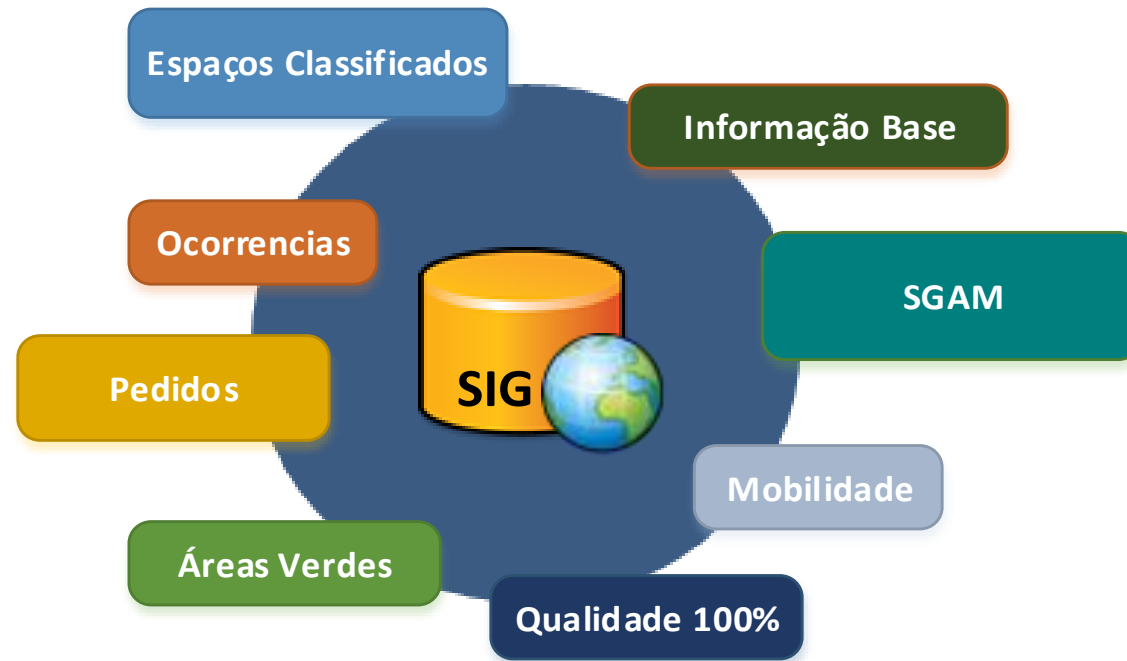 Espaços Classificados
Informação Base
Ocorrencias
SGAM
Pedidos
SIG
Mobilidade
Áreas Verdes
Qualidade 100%